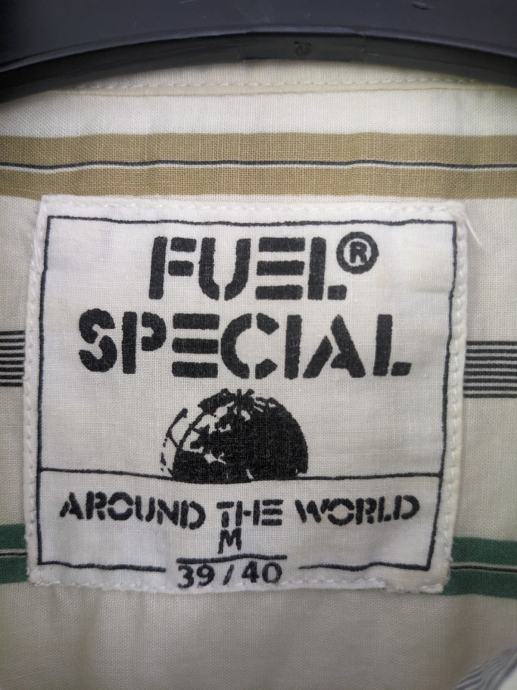 FUEL®
SPECIAL
AROUND THE WORLD
M
39/40